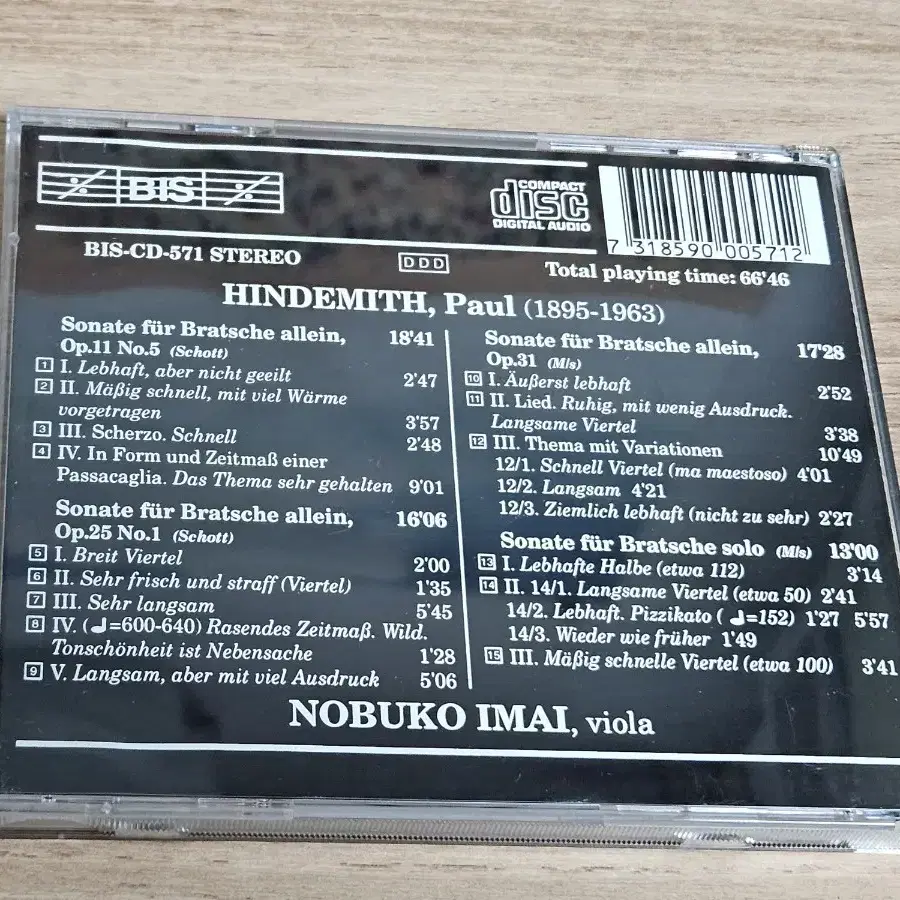 BIS
COMPACT
disc
DIGITAL AUDIO
7 318590 005712
BIS-CD-571 STEREO
DDD
Total playing time: 66'46
HINDEMITH, Paul (1895-1963)
Sonate für Bratsche allein, 18'41
Op.11 No.5 (Schott)
1 I. Lebhaft, aber nicht geeilt 2'47
2 II. Mäßig schnell, mit viel Wärme
vorgetragen 3'57
3 III. Scherzo. Schnell 2'48
4 IV. In Form und Zeitmaß einer
Passacaglia. Das Thema sehr gehalten 9'01
Sonate für Bratsche allein, 16'06
Op.25 No.1 (Schott)
5 I. Breit Viertel 2'00
6 II. Sehr frisch und straff (Viertel) 1'35
7 III. Sehr langsam 5'45
8 IV. (♩=600-640) Rasendes Zeitmaß. Wild.
Tonschönheit ist Nebensache 1'28
9 V. Langsam, aber mit viel Ausdruck 5'06
Sonate für Bratsche allein, 17'28
Op.31 (M/s)
10 I. Äußerst lebhaft 2'52
11 II. Lied. Ruhig, mit wenig Ausdruck.
Langsame Viertel 3'38
12 III. Thema mit Variationen 10'49
12/1. Schnell Viertel (ma maestoso) 4'01
12/2. Langsam 4'21
12/3. Ziemlich lebhaft (nicht zu sehr) 2'27
Sonate für Bratsche solo (M/s) 13'00
13 I. Lebhafte Halbe (etwa 112) 3'14
14 II. 14/1. Langsame Viertel (etwa 50) 2'41
14/2. Lebhaft. Pizzikato (♩=152) 1'27 5'57
14/3. Wieder wie früher 1'49
15 III. Mäßig schnelle Viertel (etwa 100) 3'41
NOBUKO IMAI, viola